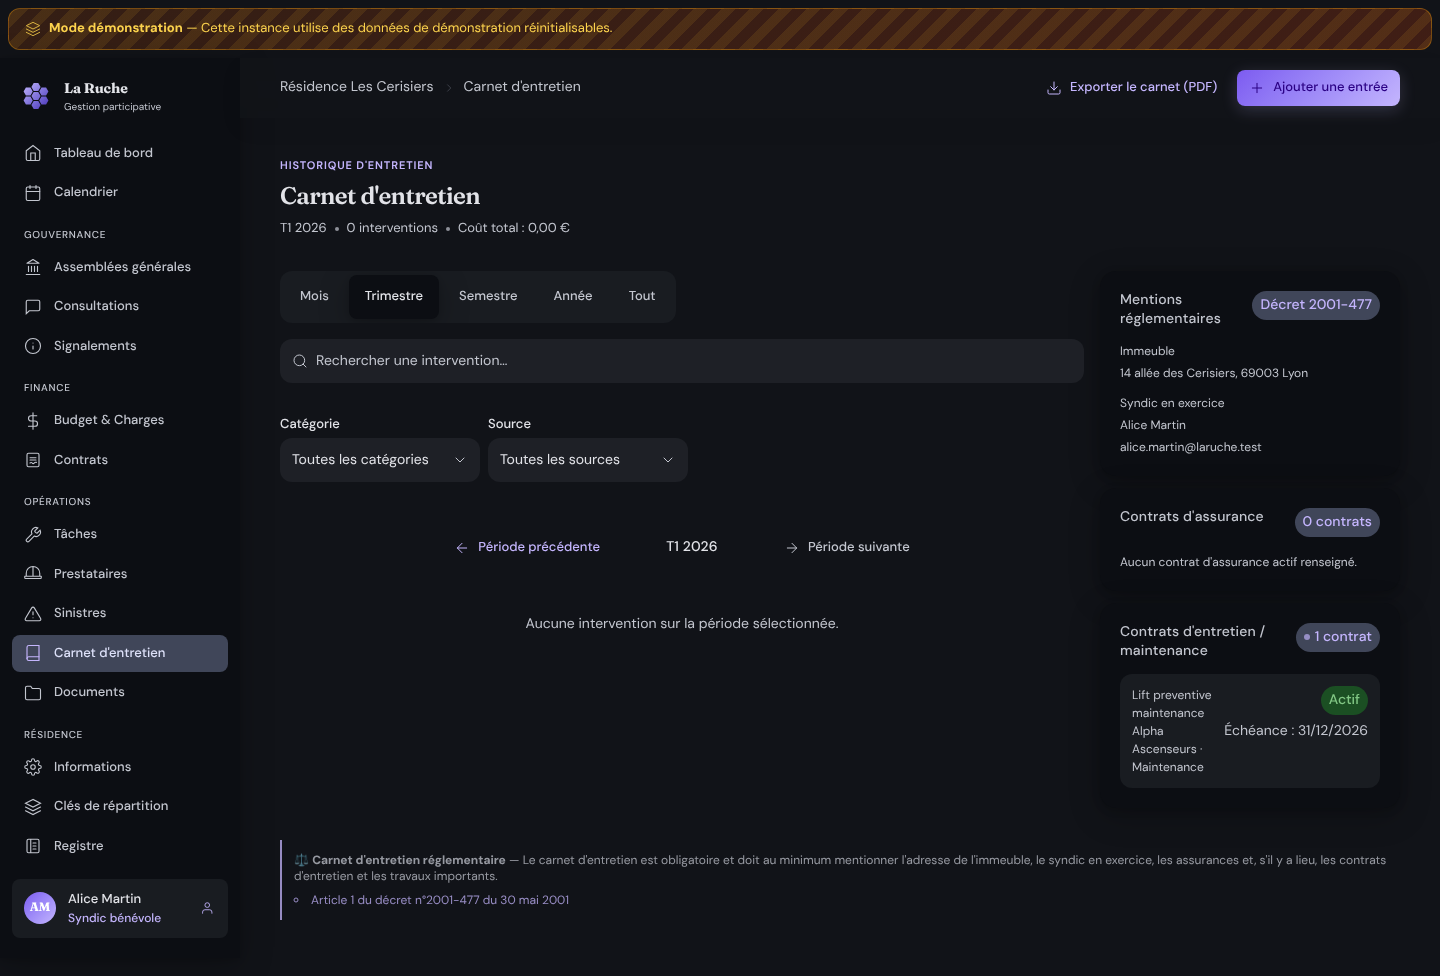 Mode démonstration — Cette instance utilise des données de démonstration réinitialisables.
La Ruche
Gestion participative
Tableau de bord
Calendrier
GOUVERNANCE
Assemblées générales
Consultations
Signalements
FINANCE
Budget & Charges
Contrats
OPÉRATIONS
Tâches
Prestataires
Sinistres
Carnet d'entretien
Documents
RÉSIDENCE
Informations
Clés de répartition
Registre
AM
Alice Martin
Syndic bénévole
Résidence Les Cerisiers > Carnet d'entretien
Exporter le carnet (PDF)
Ajouter une entrée
HISTORIQUE D'ENTRETIEN
Carnet d'entretien
T1 2026 • 0 interventions • Coût total : 0,00 €
Mois Trimestre Semestre Année Tout
Rechercher une intervention...
Catégorie Source
Toutes les catégories Toutes les sources
Période précédente T1 2026 Période suivante
Aucune intervention sur la période sélectionnée.
Mentions
réglementaires
Décret 2001-477
Immeuble
14 allée des Cerisiers, 69003 Lyon
Syndic en exercice
Alice Martin
alice.martin@laruche.test
Contrats d'assurance
0 contrats
Aucun contrat d'assurance actif renseigné.
Contrats d'entretien /
maintenance
1 contrat
Lift preventive
maintenance
Alpha
Ascenseurs ·
Maintenance
Actif
Échéance : 31/12/2026
⚖️ Carnet d'entretien réglementaire — Le carnet d'entretien est obligatoire et doit au minimum mentionner l'adresse de l'immeuble, le syndic en exercice, les assurances et, s'il y a lieu, les contrats
d'entretien et les travaux importants.
Article 1 du décret n°2001-477 du 30 mai 2001